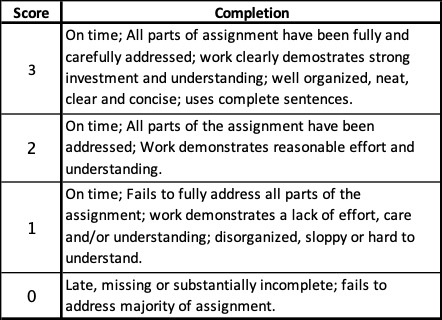 Score Completion
3
On time; All parts of assignment have been fully and
carefully addressed; work clearly demostrates strong
investment and understanding; well organized, neat,
clear and concise; uses complete sentences.
2
On time; All parts of the assignment have been
addressed; Work demonstrates reasonable effort and
understanding.
1
On time; Fails to fully address all parts of the
assignment; work demonstrates a lack of effort, care
and/or understanding; disorganized, sloppy or hard to
understand.
0
Late, missing or substantially incomplete; fails to
address majority of assignment.